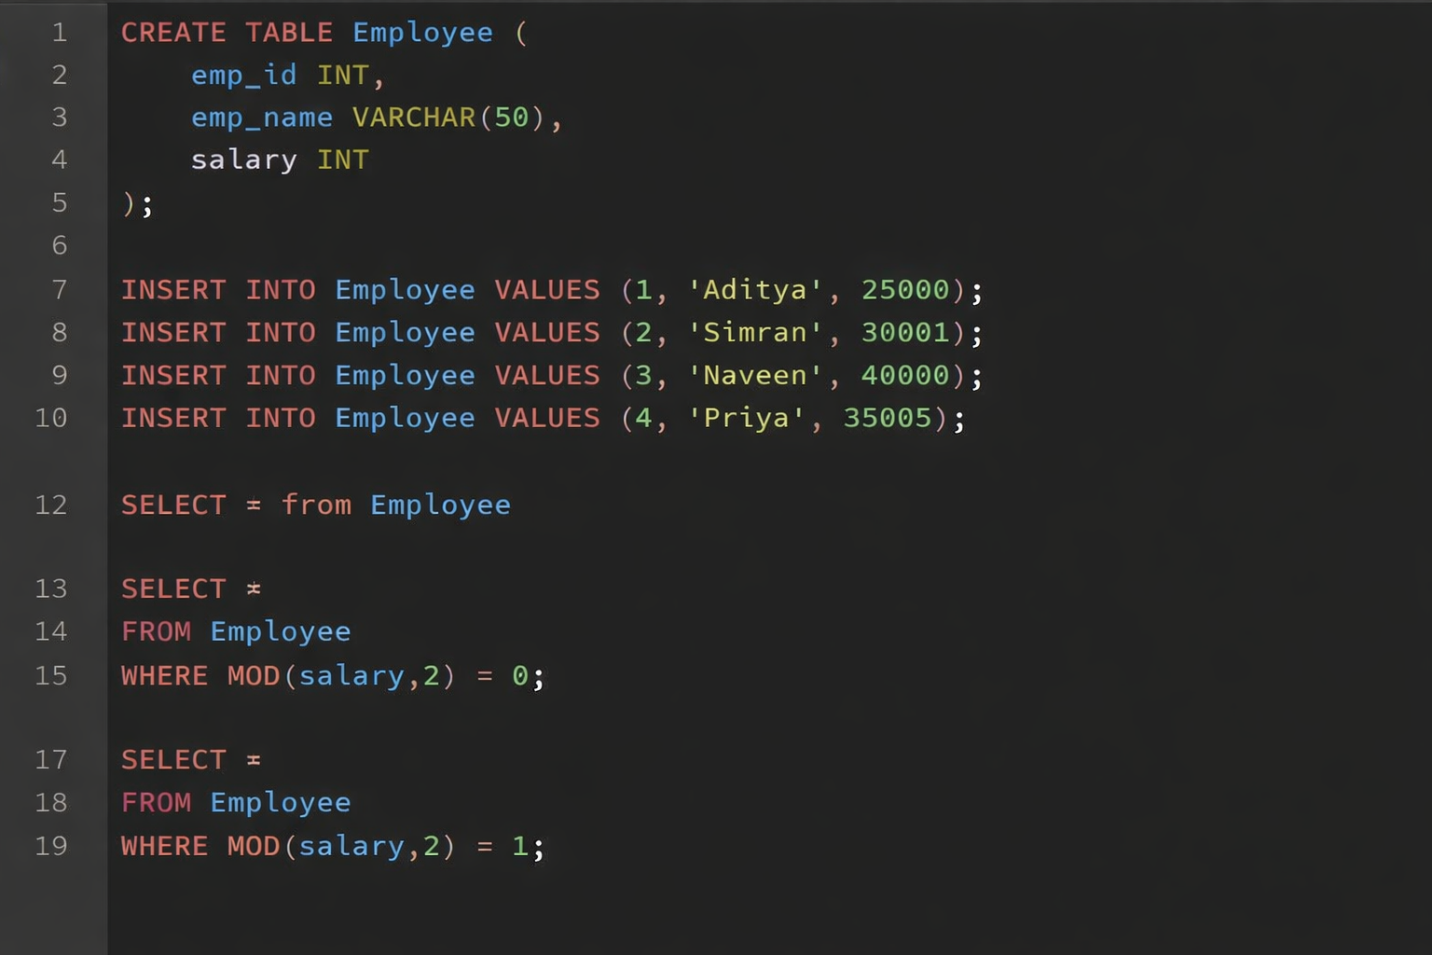 1 CREATE TABLE Employee (
2 emp_id INT,
3 emp_name VARCHAR(50),
4 salary INT
5 );
6
7 INSERT INTO Employee VALUES (1, 'Aditya', 25000);
8 INSERT INTO Employee VALUES (2, 'Simran', 30001);
9 INSERT INTO Employee VALUES (3, 'Naveen', 40000);
10 INSERT INTO Employee VALUES (4, 'Priya', 35005);
12 SELECT = from Employee
13 SELECT *
14 FROM Employee
15 WHERE MOD(salary,2) = 0;
17 SELECT =
18 FROM Employee
19 WHERE MOD(salary,2) = 1;